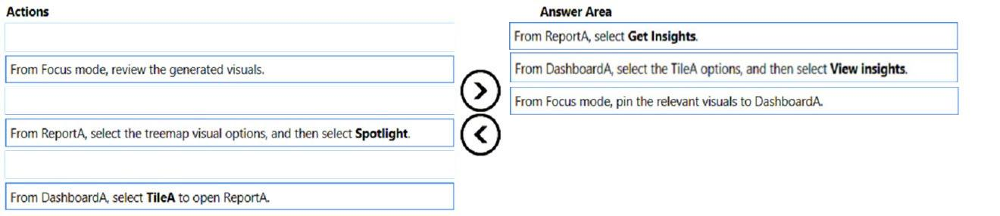 Actions
Answer Area
From ReportA, select Get Insights.
From Focus mode, review the generated visuals.
From DashboardA, select the TileA options, and then select View insights.
From Focus mode, pin the relevant visuals to DashboardA.
From ReportA, select the treemap visual options, and then select Spotlight.
From DashboardA, select TileA to open ReportA.